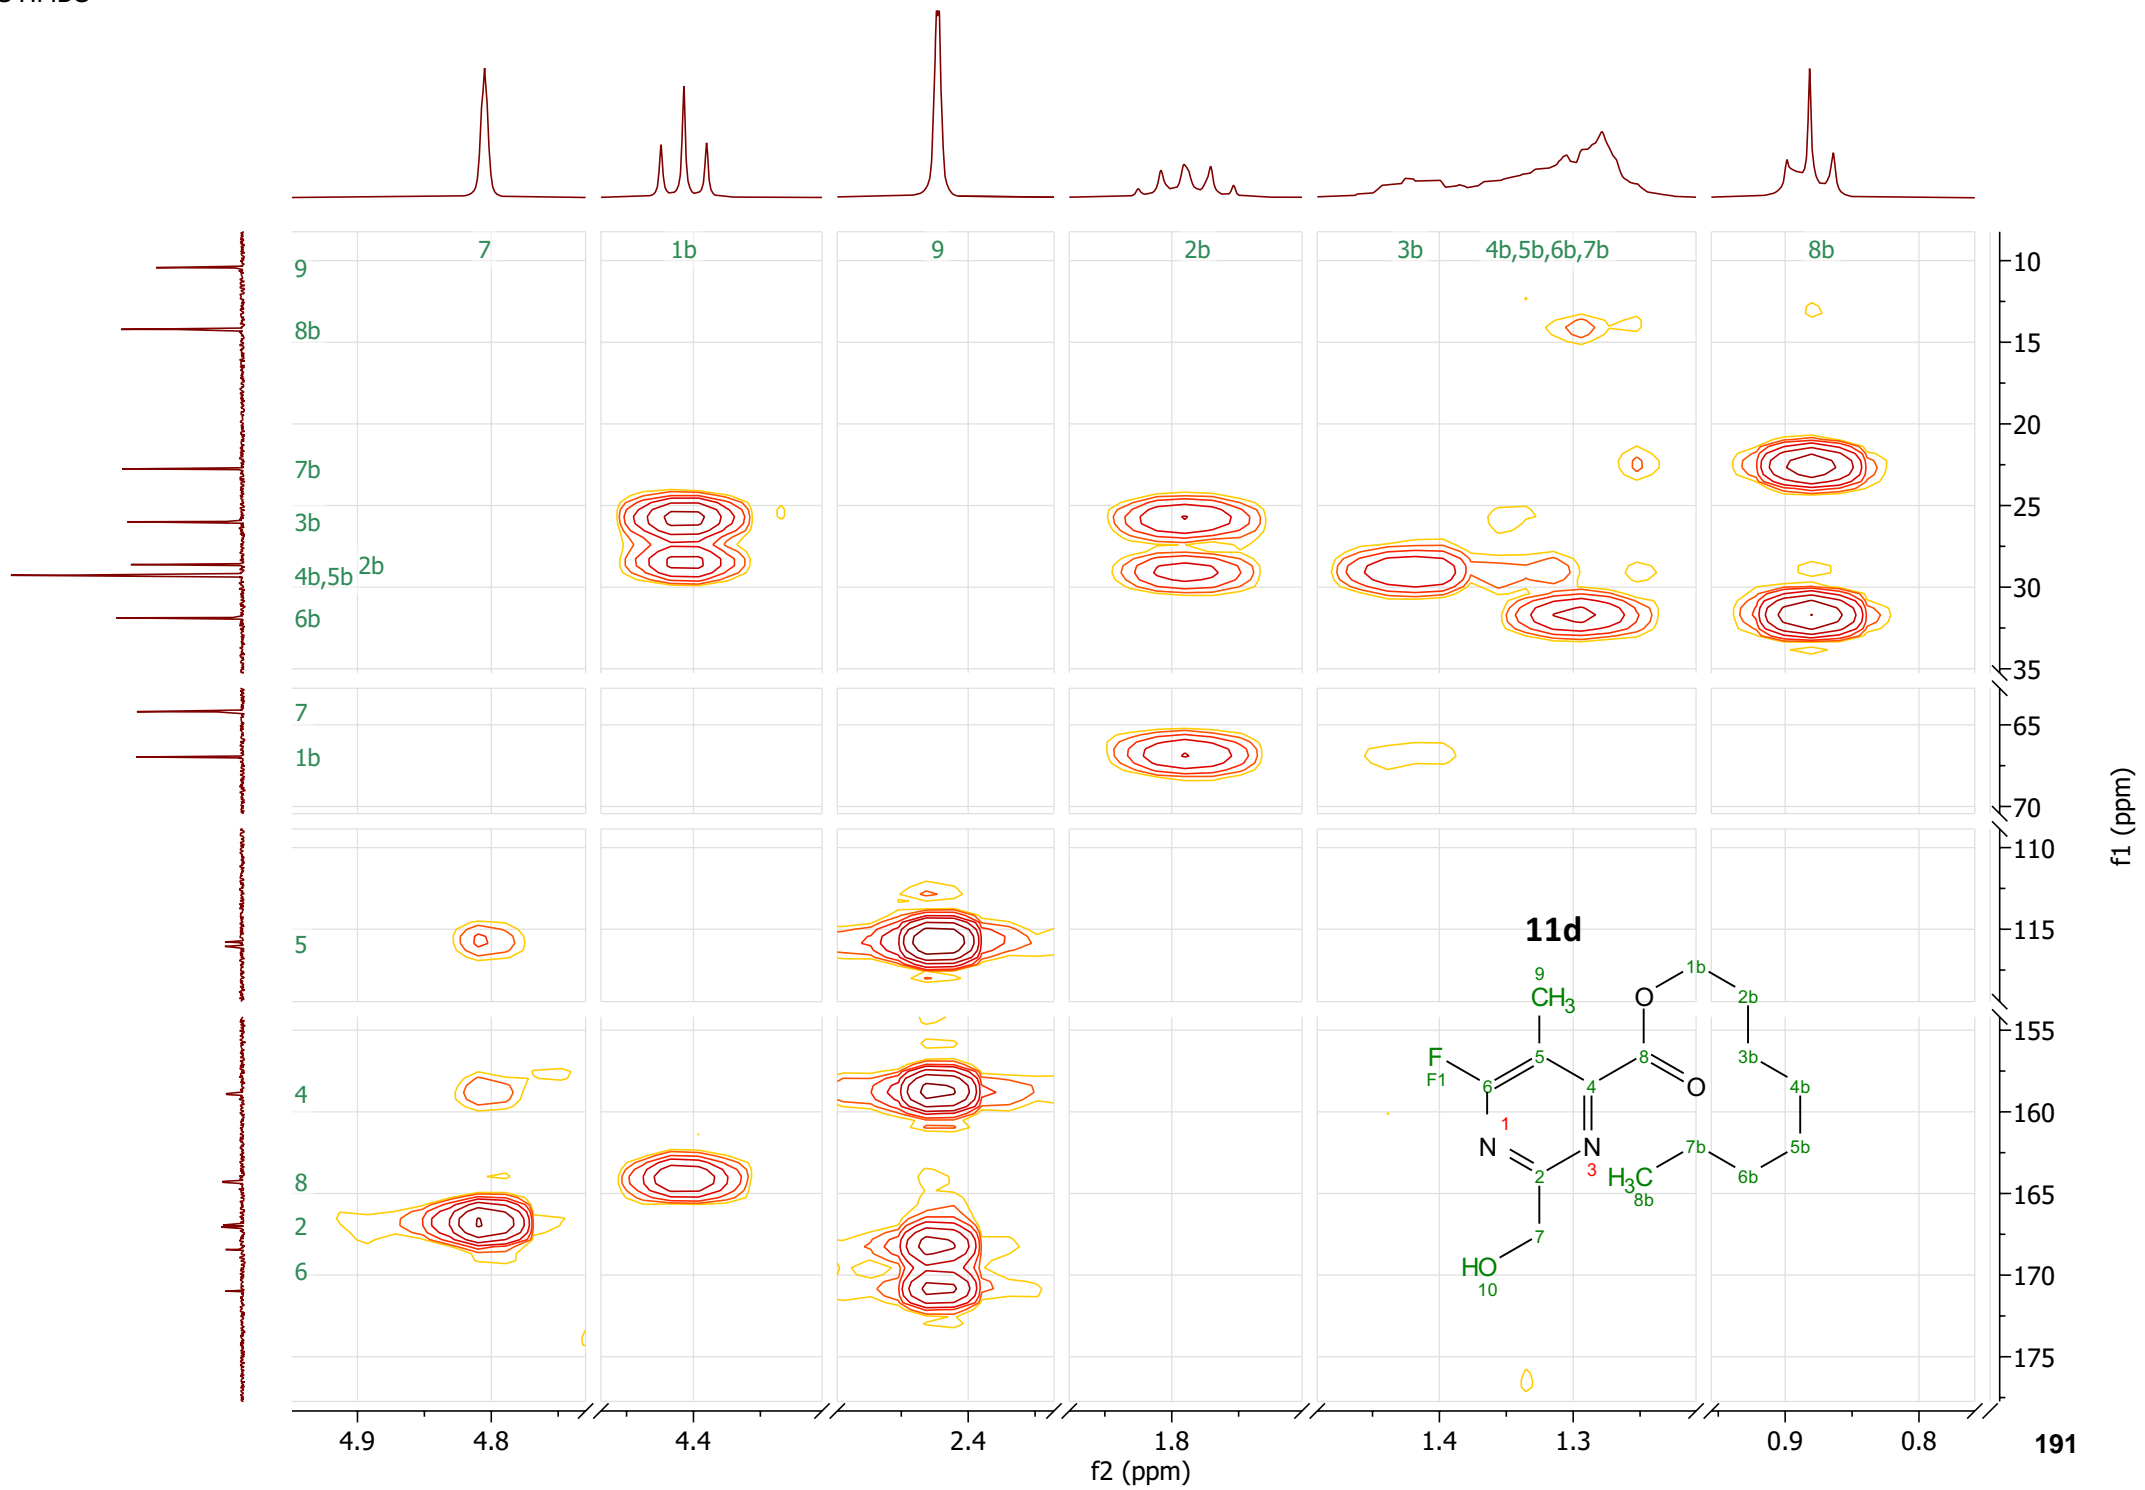 7 1b 9 2b 3b 4b,5b,6b,7b 8b
9
8b
7b
3b
2b
4b,5b
6b
7
1b
5
4
8
2
6
10
15
20
25
30
35
65
70
110
115
155
160
165
170
175
f1 (ppm)
11d
9
CH3
O
1b
2b
F
F1
5
8
3b
6
4
O
4b
1
N
N
3
2
7b
5b
H3C
8b
6b
7
HO
10
4.9 4.8 4.4 2.4 1.8 1.4 1.3 0.9 0.8
f2 (ppm)
191